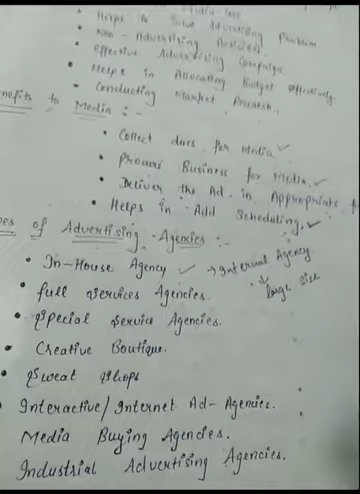 Helps to Solve Advertising Problem
Non-Advertising Activities.
Effective Advertising Campaign
Helps in Allocating Budget effectively
Conducting Market Research.
nefits to Media :-
Collect dues for Media
Procure Business for Media.
Deliver the Ad. in Appropriate
Helps in Add Scheduling.
pes of Advertising Agencies :-
In-House Agency → Internal Agency
↓ large size
full services Agencies.
Special Service Agencies.
Creative Boutique.
Sweat Shops
Interactive/Internet Ad-Agencies.
Media Buying Agencies.
Industrial Advertising Agencies.